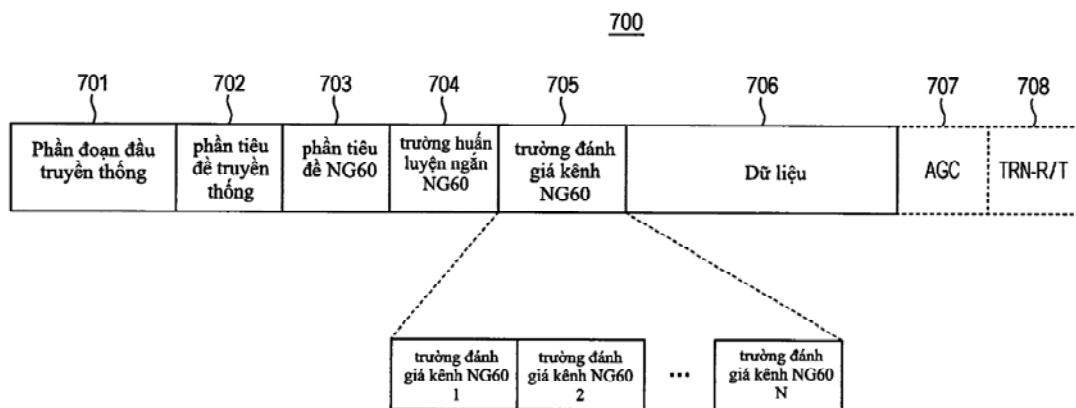 700
701
702
703
704
705
706
707
708
Phần đoạn đầu
truyền thống
phần tiêu
đề truyền
thống
phần tiêu
đề NG60
trường huấn
luyện ngắn
NG60
trường đánh
giá kênh
NG60
Dữ liệu
AGC
TRN-R/T
trường đánh
giá kênh NG60
1
trường đánh
giá kênh NG60
2
...
trường đánh
giá kênh NG60
N